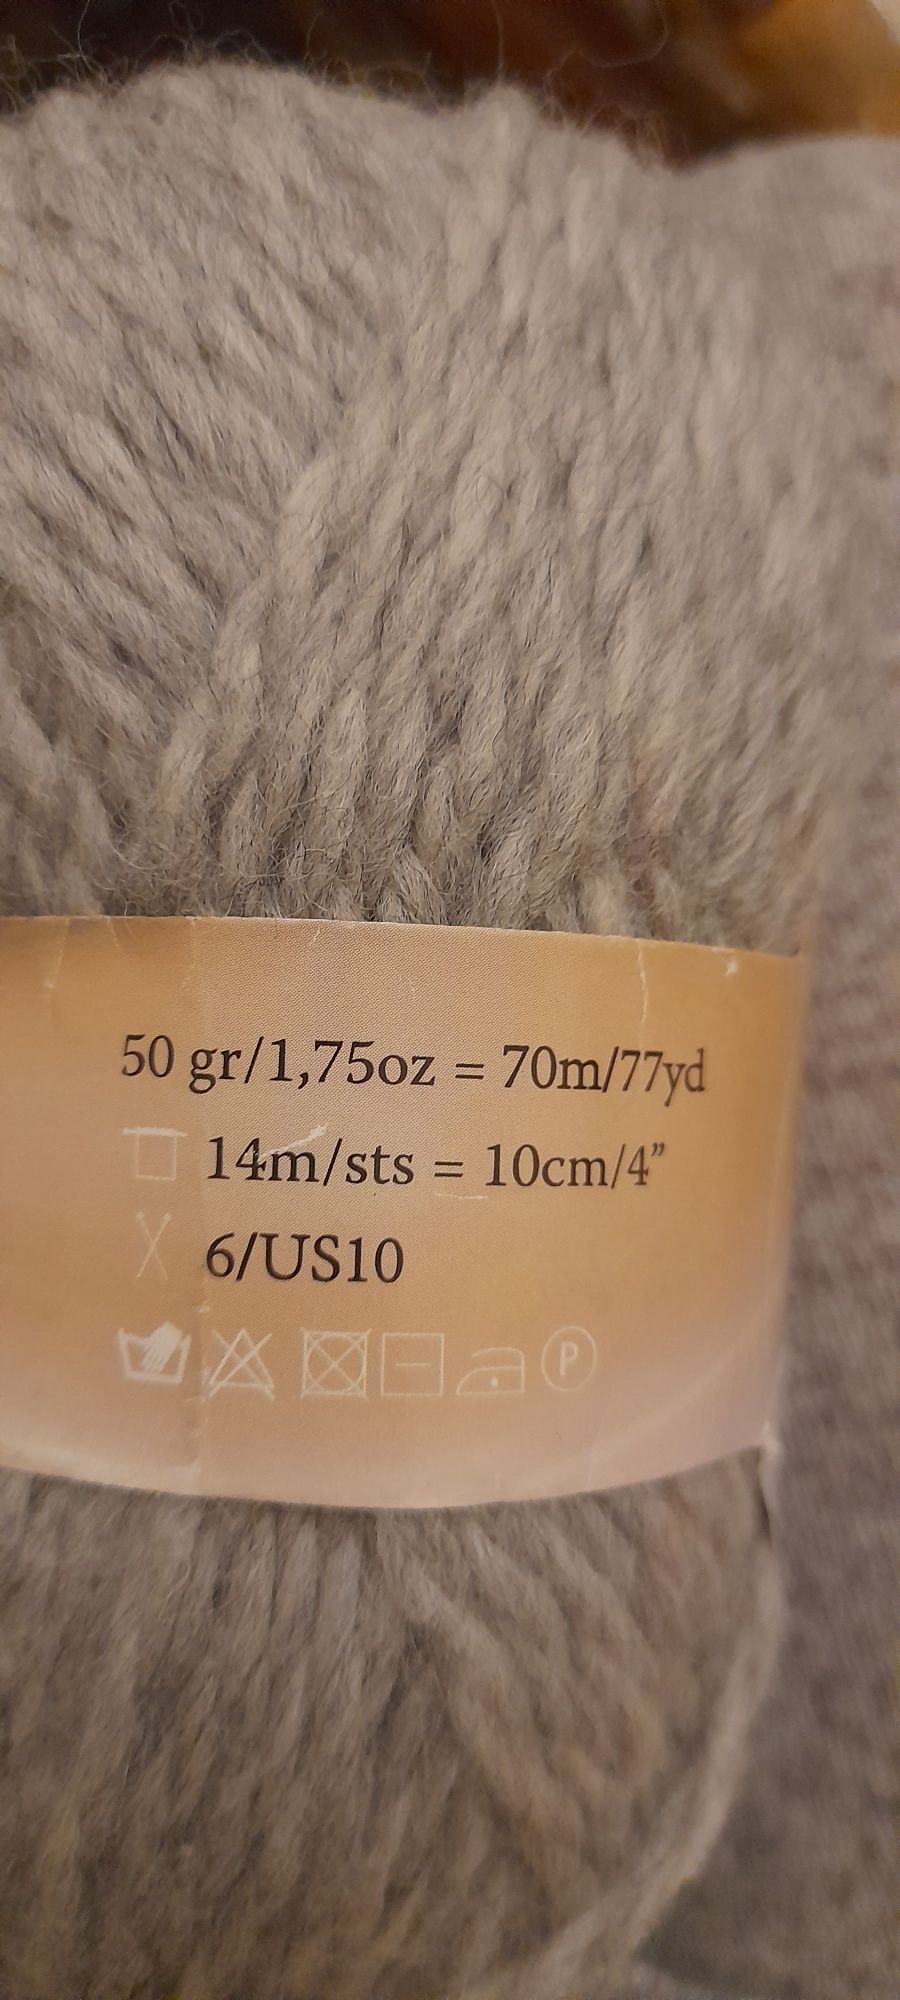 50 gr/1,75oz = 70m/77yd
14m/sts = 10cm/4”
6/US10
P